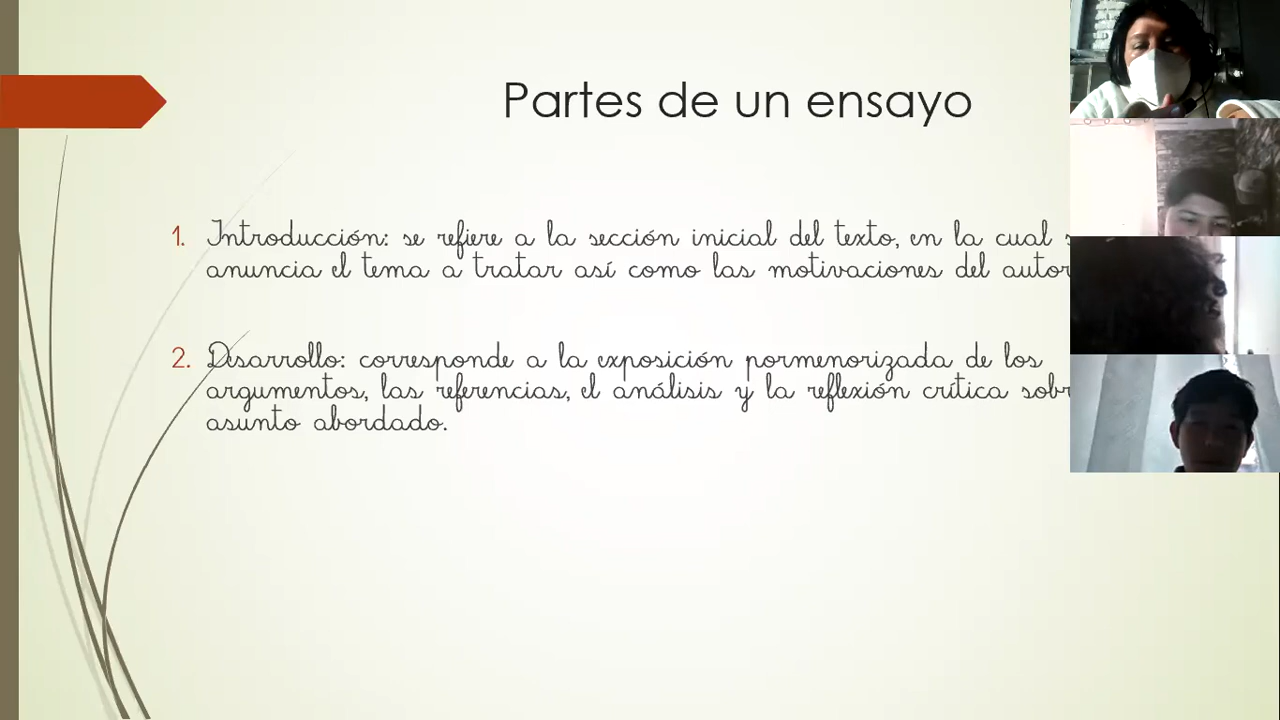 Partes de un ensayo
1. Introducción: se refiere a la sección inicial del texto, en la cual
anuncia el tema a tratar así como las motivaciones del autor
2. Desarrollo: corresponde a la exposición pormenorizada de los
argumentos, las referencias, el análisis y la reflexión crítica
asunto abordado.